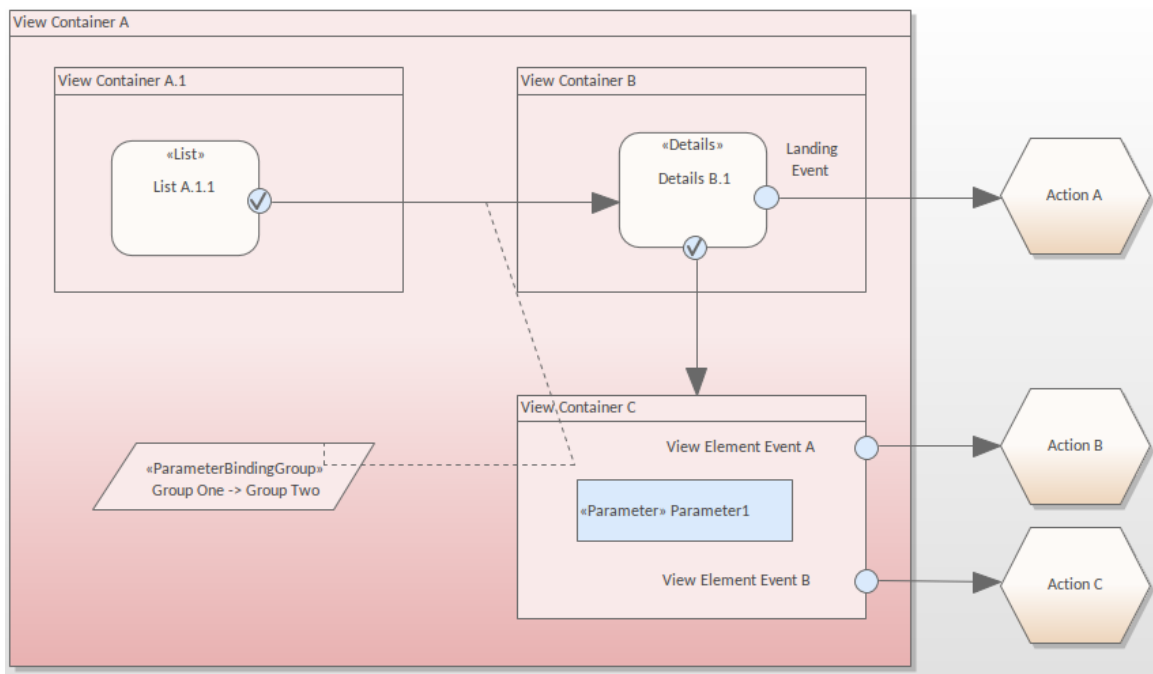 View Container A
View Container A.1
View Container B
«List»
List A.1.1
«Details»
Details B.1
Landing
Event
Action A
View Container C
View Element Event A
Action B
«ParameterBindingGroup»
Group One -> Group Two
«Parameter» Parameter1
View Element Event B
Action C